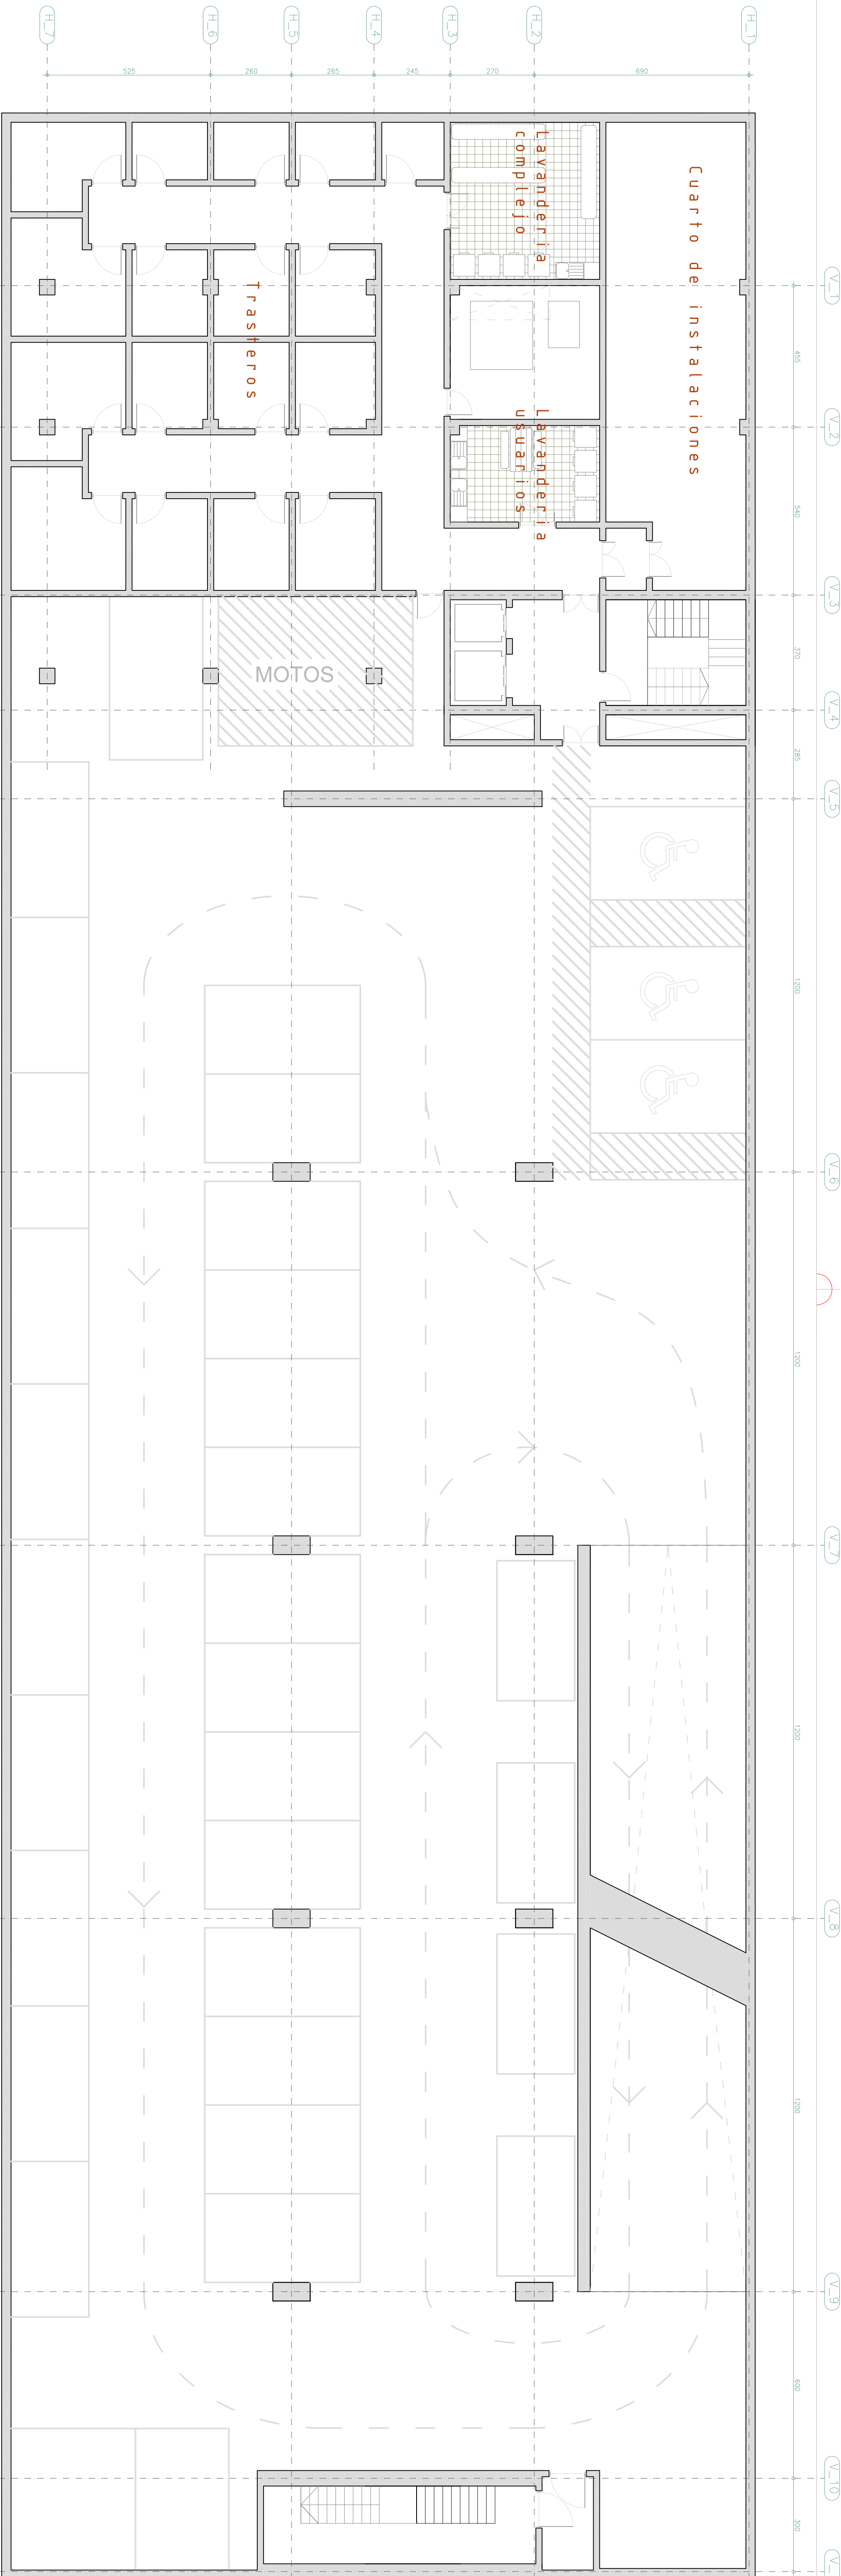 H_7
H_6
H_5
H_4
H_3
H_2
H_1
525
260
265
245
270
690
Lavanderia
complejo
Cuarto de instalaciones
Trasteros
Lavanderia
usuarios
MOTOS
V_1
455
V_2
540
V_3
370
V_4
285
V_5
1200
V_6
1200
V_7
1200
V_8
1200
V_9
600
V_10
300